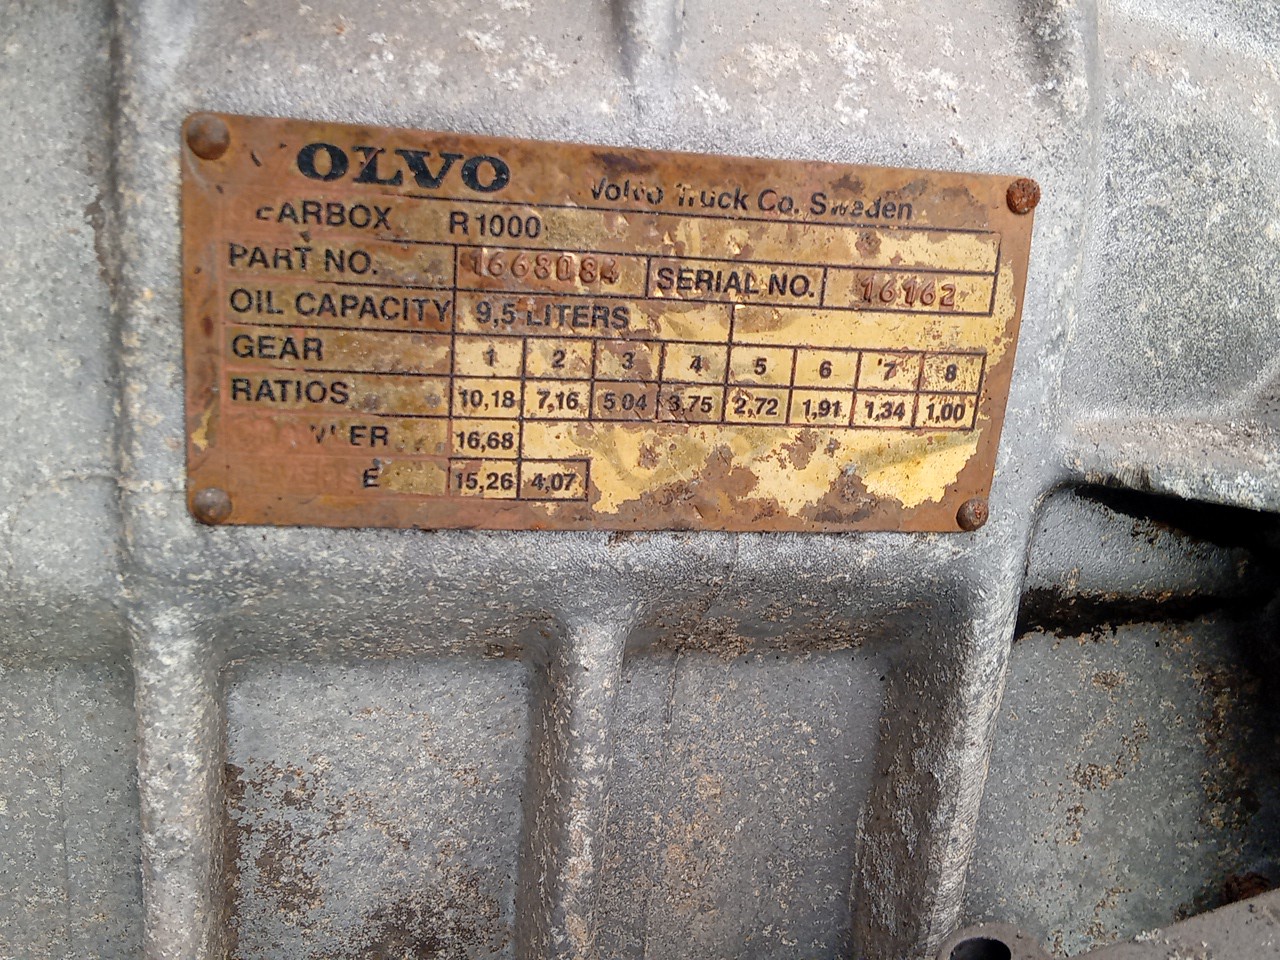 OLVO Volvo Truck Co. Sweden
EARBOX R1000
PART NO. 1668084 SERIAL NO. 16162
OIL CAPACITY 9,5 LITERS
GEAR 1 2 3 4 5 6 7 8
RATIOS 10,18 7,16 5,04 3,75 2,72 1,91 1,34 1,00
ER 16,68
E 15,26 4,07